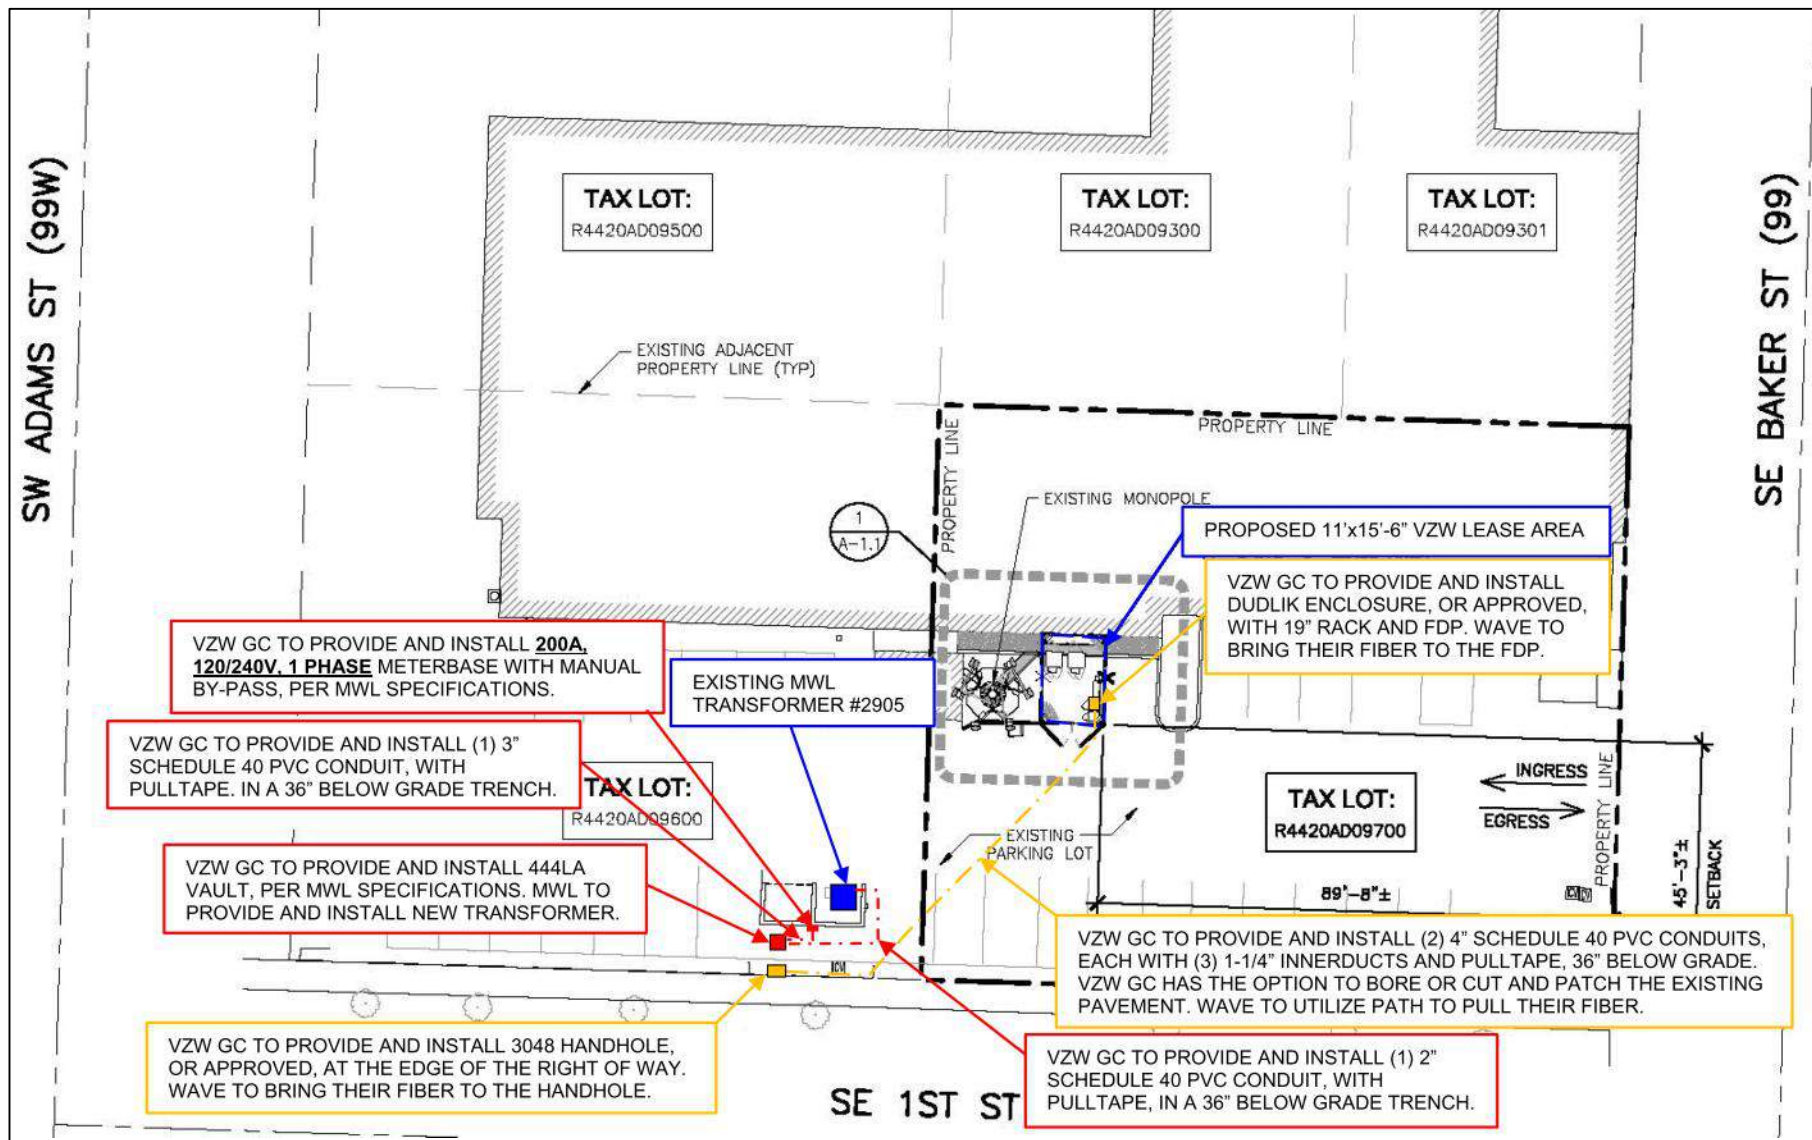 SW ADAMS ST (99W)
SE BAKER ST (99)
TAX LOT:
R4420AD09500
TAX LOT:
R4420AD09300
TAX LOT:
R4420AD09301
EXISTING ADJACENT
PROPERTY LINE (TYP)
PROPERTY LINE
PROPERTY LINE
EXISTING MONOPOLE
1
A-1.1
PROPOSED 11'x15'-6" VZW LEASE AREA
VZW GC TO PROVIDE AND INSTALL
DUDLIK ENCLOSURE, OR APPROVED,
WITH 19" RACK AND FDP. WAVE TO
BRING THEIR FIBER TO THE FDP.
VZW GC TO PROVIDE AND INSTALL 200A,
120/240V, 1 PHASE METERBASE WITH MANUAL
BY-PASS, PER MWL SPECIFICATIONS.
EXISTING MWL
TRANSFORMER #2905
VZW GC TO PROVIDE AND INSTALL (1) 3"
SCHEDULE 40 PVC CONDUIT, WITH
PULLTAPE. IN A 36" BELOW GRADE TRENCH.
TAX LOT:
R4420AD09600
TAX LOT:
R4420AD09700
INGRESS
EGRESS
PROPERTY LINE
45'-3"±
SETBACK
EXISTING
PARKING LOT
89'-8"±
VZW GC TO PROVIDE AND INSTALL 444LA
VAULT, PER MWL SPECIFICATIONS. MWL TO
PROVIDE AND INSTALL NEW TRANSFORMER.
VZW GC TO PROVIDE AND INSTALL (2) 4" SCHEDULE 40 PVC CONDUITS,
EACH WITH (3) 1-1/4" INNERDUCTS AND PULLTAPE, 36" BELOW GRADE.
VZW GC HAS THE OPTION TO BORE OR CUT AND PATCH THE EXISTING
PAVEMENT. WAVE TO UTILIZE PATH TO PULL THEIR FIBER.
VZW GC TO PROVIDE AND INSTALL 3048 HANDHOLE,
OR APPROVED, AT THE EDGE OF THE RIGHT OF WAY.
WAVE TO BRING THEIR FIBER TO THE HANDHOLE.
VZW GC TO PROVIDE AND INSTALL (1) 2"
SCHEDULE 40 PVC CONDUIT, WITH
PULLTAPE, IN A 36" BELOW GRADE TRENCH.
SE 1ST ST